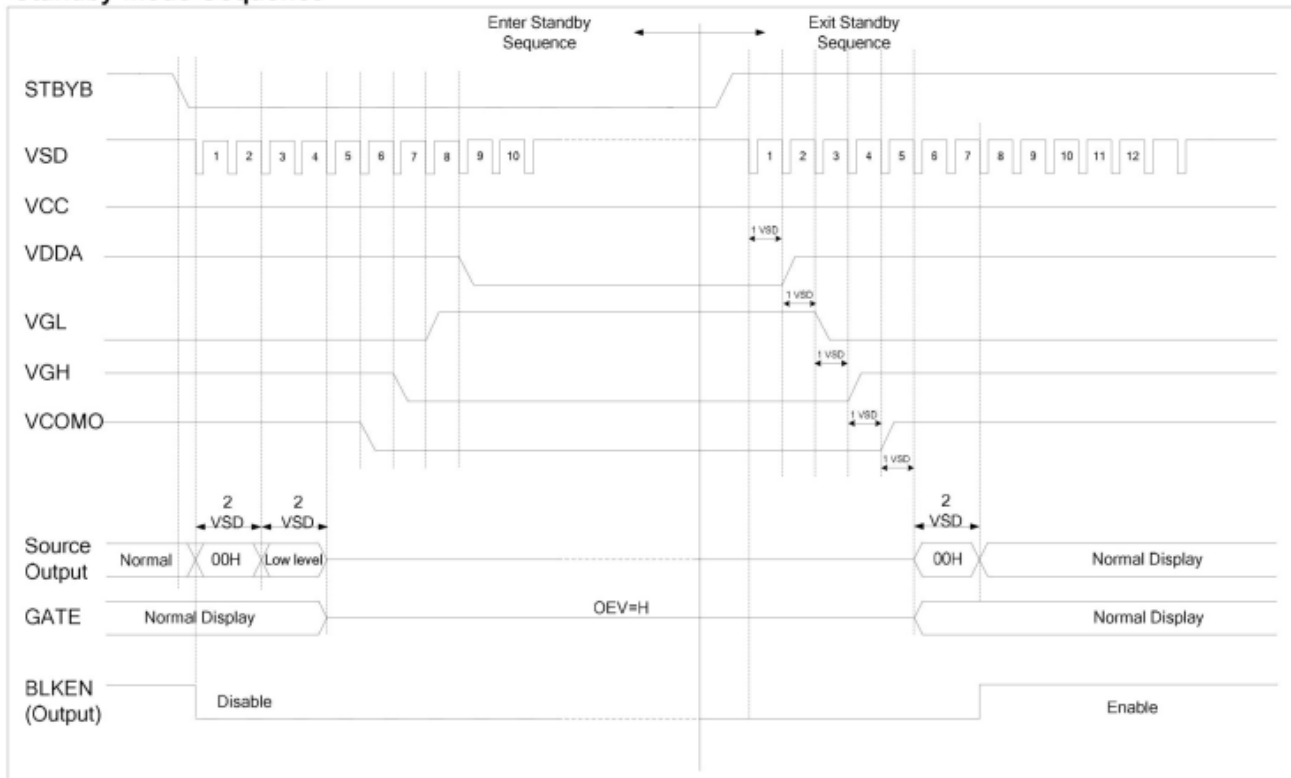 Enter Standby Sequence
Exit Standby Sequence
STBYB
VSD
1 2 3 4 5 6 7 8 9 10
1 2 3 4 5 6 7 8 9 10 11 12
VCC
1 VSD
VDDA
1 VSD
VGL
1 VSD
VGH
1 VSD
VCOMO
1 VSD
2 VSD
2 VSD
2 VSD
Source Output
Normal
00H
Low level
00H
Normal Display
GATE
Normal Display
OEV=H
Normal Display
BLKEN (Output)
Disable
Enable